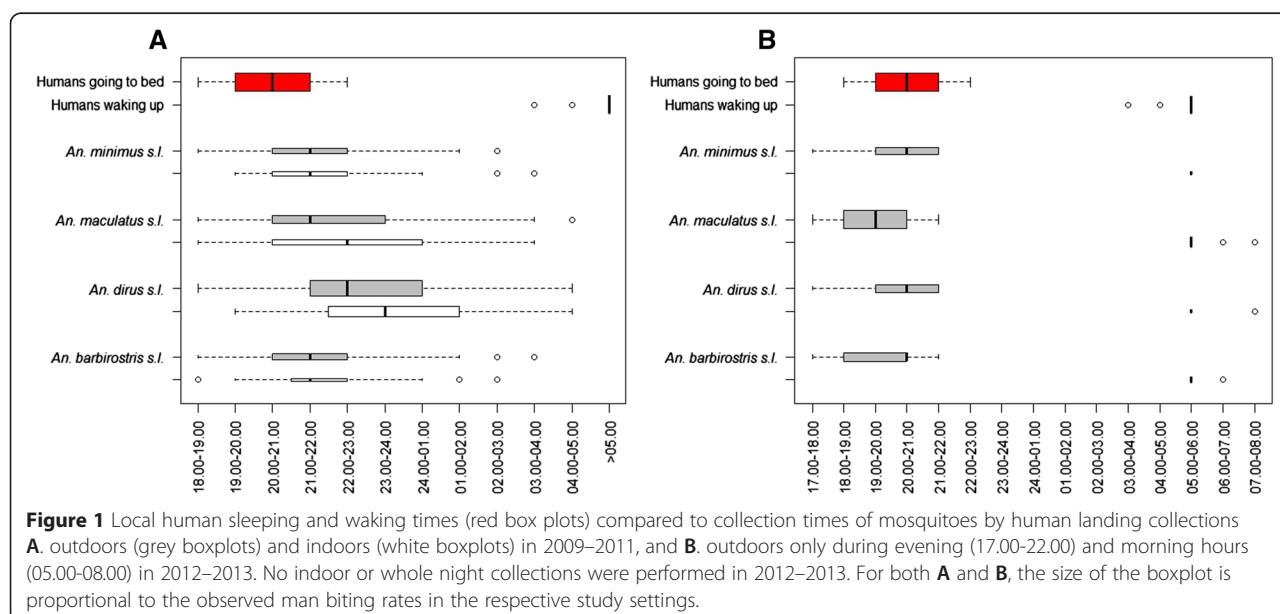 A
Humans going to bed
Humans waking up
An. minimus s.l.
An. maculatus s.l.
An. dirus s.l.
An. barbirostris s.l.
18.00-19.00
19.00-20.00
20.00-21.00
21.00-22.00
22.00-23.00
23.00-24.00
24.00-01.00
01.00-02.00
02.00-03.00
03.00-04.00
04.00-05.00
>05.00
B
Humans going to bed
Humans waking up
An. minimus s.l.
An. maculatus s.l.
An. dirus s.l.
An. barbirostris s.l.
17.00-18.00
18.00-19.00
19.00-20.00
20.00-21.00
21.00-22.00
22.00-23.00
23.00-24.00
24.00-01.00
01.00-02.00
02.00-03.00
03.00-04.00
04.00-05.00
05.00-06.00
06.00-07.00
07.00-08.00
Figure 1 Local human sleeping and waking times (red box plots) compared to collection times of mosquitoes by human landing collections
A. outdoors (grey boxplots) and indoors (white boxplots) in 2009–2011, and B. outdoors only during evening (17.00-22.00) and morning hours
(05.00-08.00) in 2012–2013. No indoor or whole night collections were performed in 2012–2013. For both A and B, the size of the boxplot is
proportional to the observed man biting rates in the respective study settings.